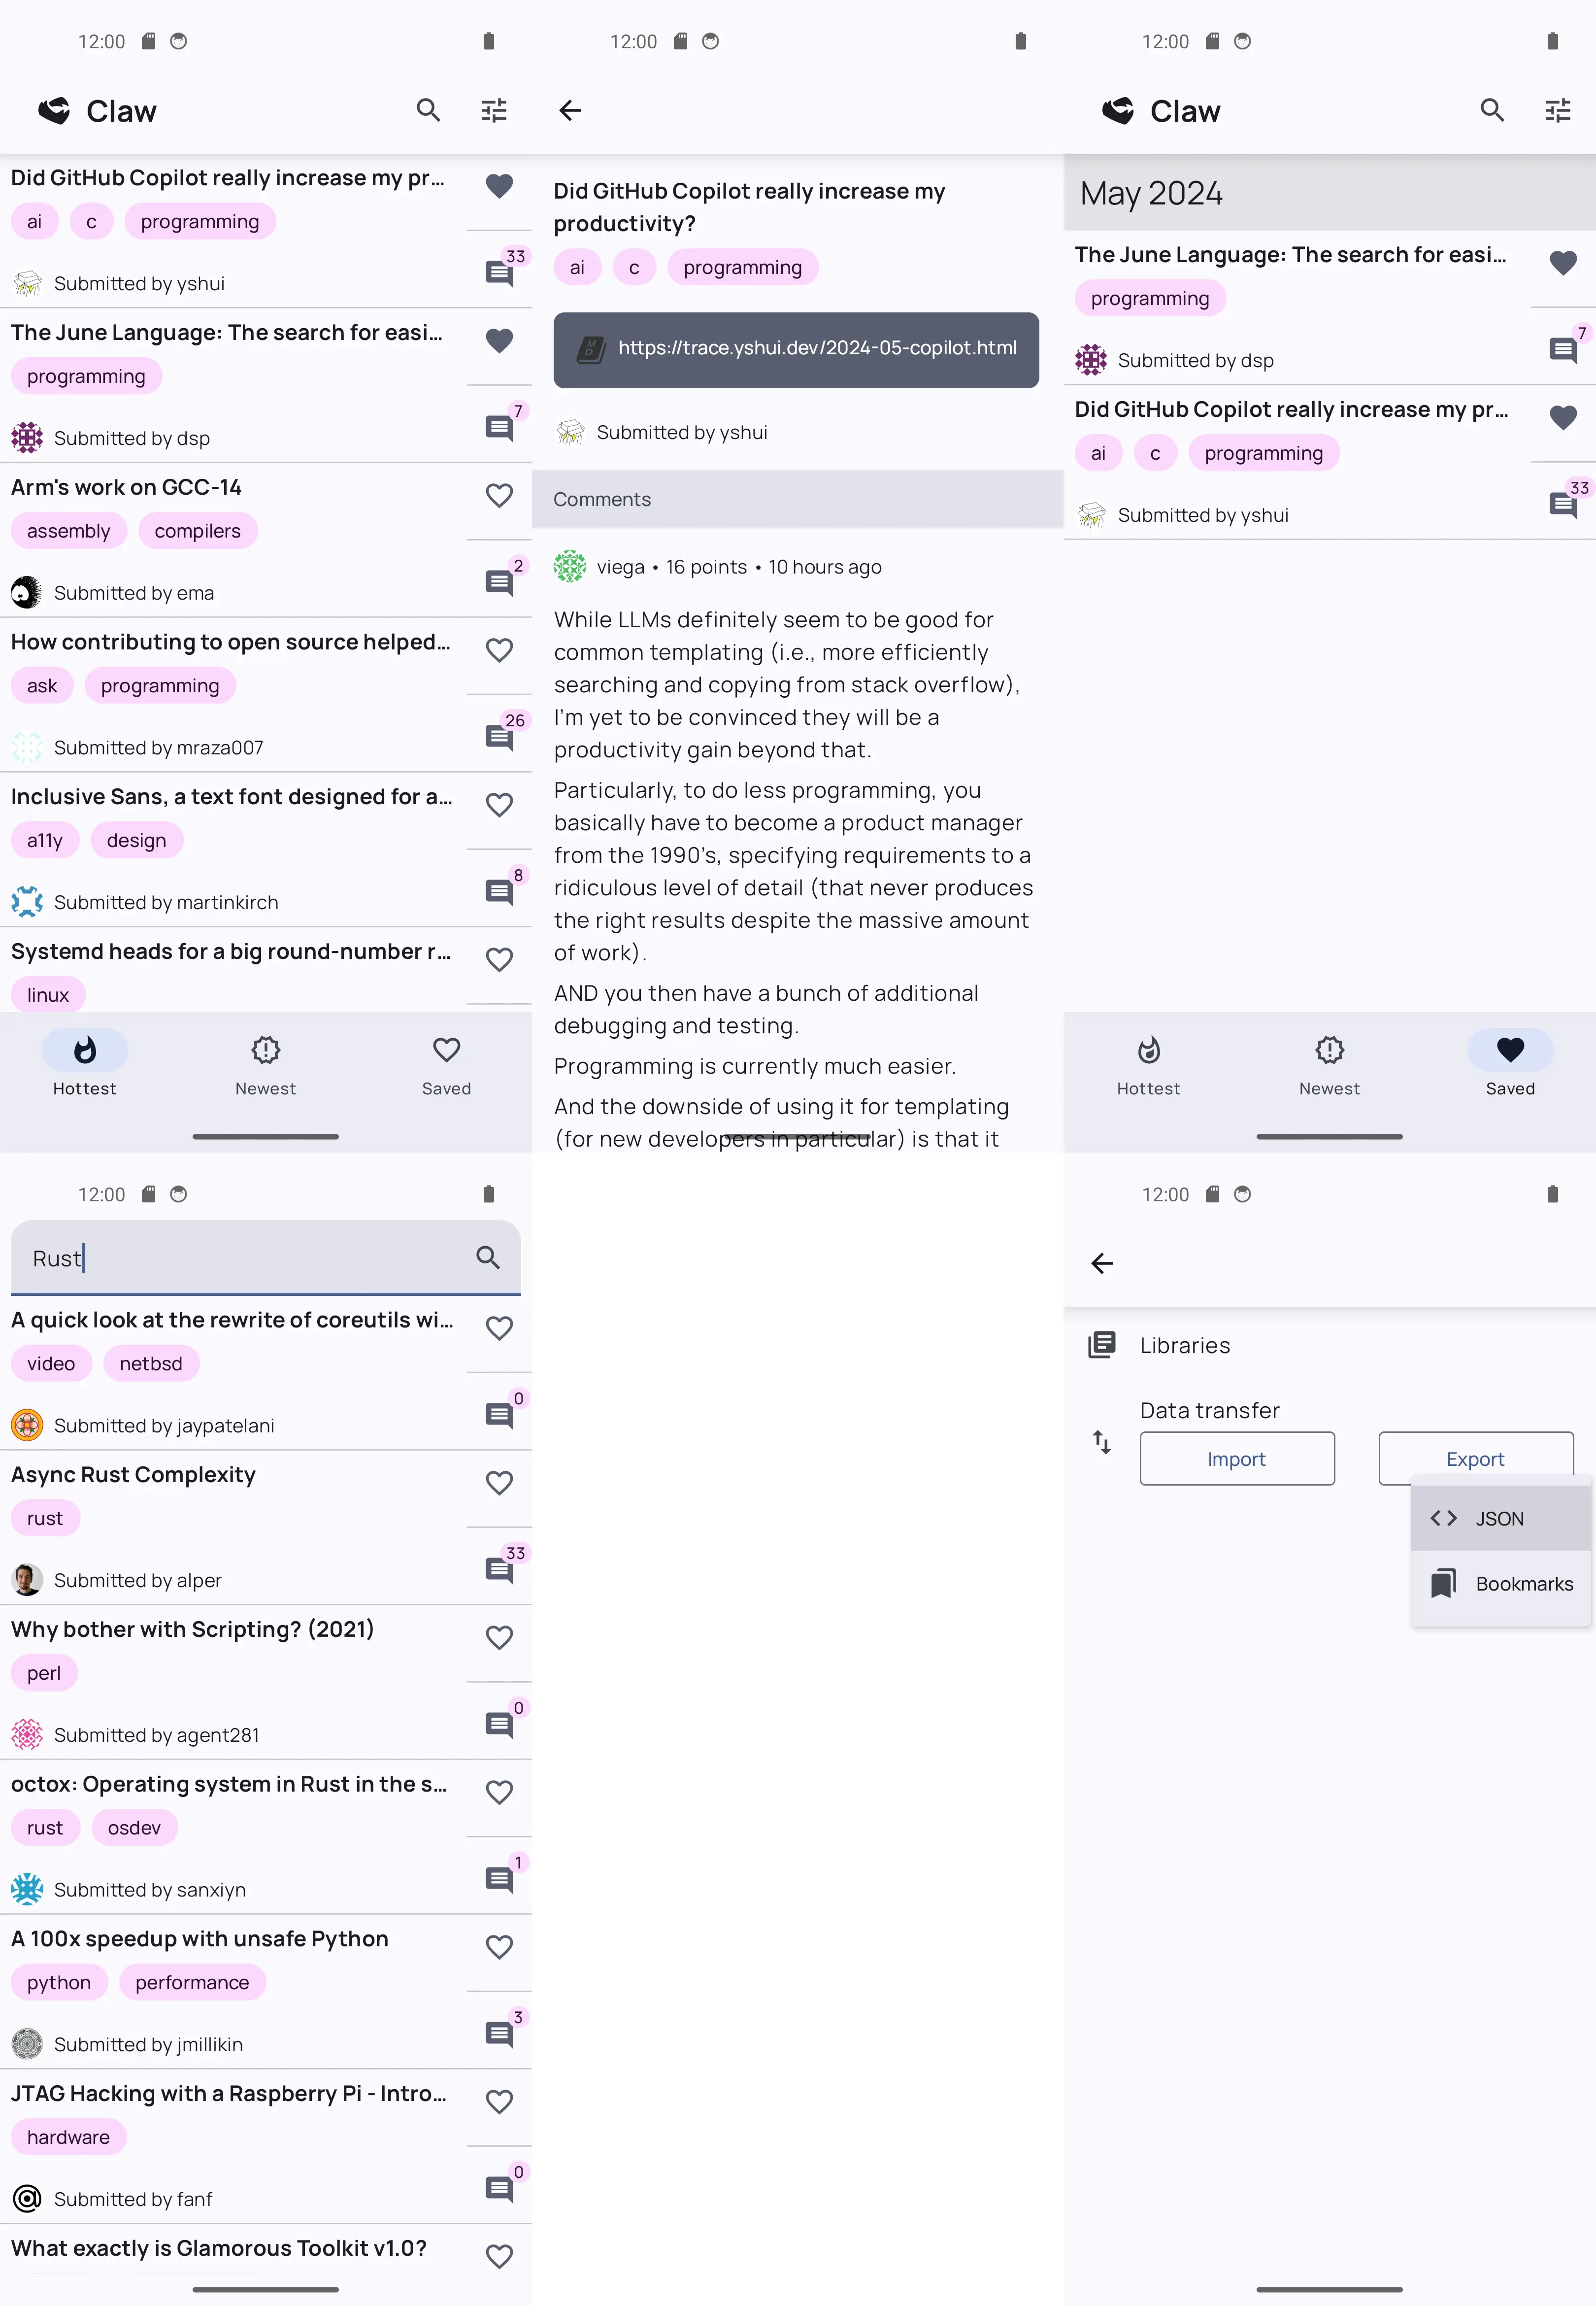 12:00
Claw
Did GitHub Copilot really increase my pr...
ai c programming
33
Submitted by yshui
The June Language: The search for easi...
programming
7
Submitted by dsp
Arm's work on GCC-14
assembly compilers
2
Submitted by ema
How contributing to open source helped...
ask programming
26
Submitted by mraza007
Inclusive Sans, a text font designed for a...
a11y design
8
Submitted by martinkirch
Systemd heads for a big round-number r...
linux
Hottest Newest Saved
12:00
Did GitHub Copilot really increase my
productivity?
ai c programming
https://trace.yshui.dev/2024-05-copilot.html
Submitted by yshui
Comments
viega • 16 points • 10 hours ago
While LLMs definitely seem to be good for
common templating (i.e., more efficiently
searching and copying from stack overflow),
I'm yet to be convinced they will be a
productivity gain beyond that.
Particularly, to do less programming, you
basically have to become a product manager
from the 1990's, specifying requirements to a
ridiculous level of detail (that never produces
the right results despite the massive amount
of work).
AND you then have a bunch of additional
debugging and testing.
Programming is currently much easier.
And the downside of using it for templating
(for new developers in particular) is that it
12:00
Claw
May 2024
The June Language: The search for easi...
programming
7
Submitted by dsp
Did GitHub Copilot really increase my pr...
ai c programming
33
Submitted by yshui
Hottest Newest Saved
12:00
Rust
A quick look at the rewrite of coreutils wi...
video netbsd
0
Submitted by jaypatelani
Async Rust Complexity
rust
33
Submitted by alper
Why bother with Scripting? (2021)
perl
0
Submitted by agent281
octox: Operating system in Rust in the s...
rust osdev
1
Submitted by sanxiyn
A 100x speedup with unsafe Python
python performance
3
Submitted by jmillikin
JTAG Hacking with a Raspberry Pi - Intro...
hardware
0
Submitted by fanf
What exactly is Glamorous Toolkit v1.0?
12:00
Libraries
Data transfer
Import Export
JSON
Bookmarks